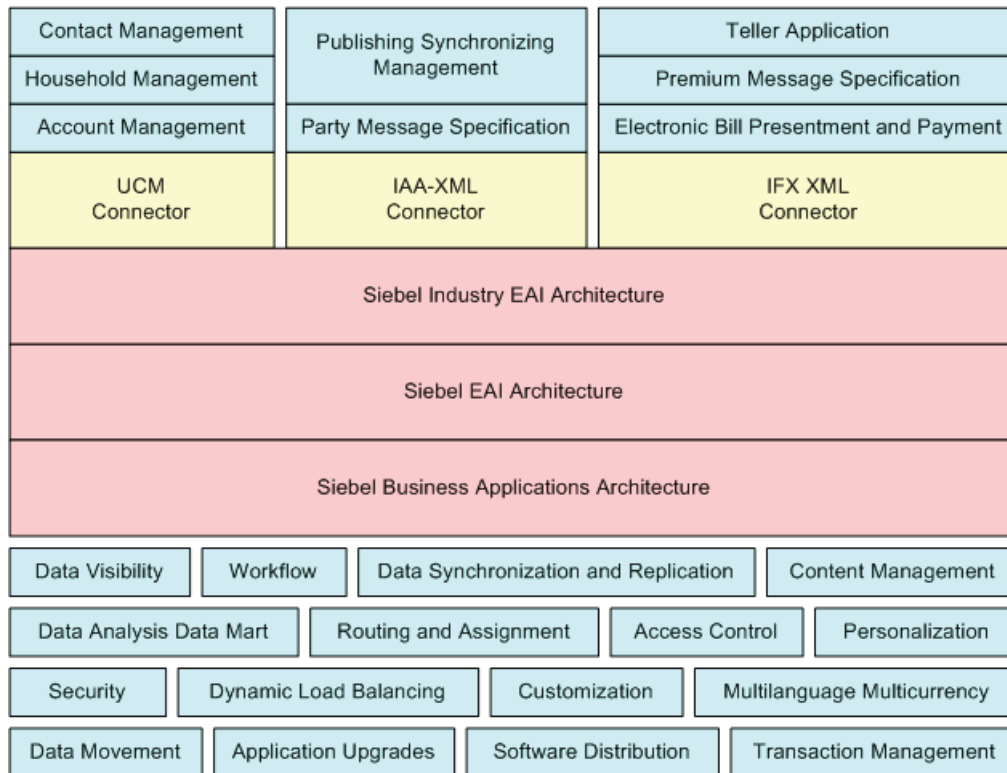 Contact Management
Household Management
Account Management
UCM
Connector
Publishing Synchronizing
Management
Party Message Specification
IAA-XML
Connector
Teller Application
Premium Message Specification
Electronic Bill Presentment and Payment
IFX XML
Connector
Siebel Industry EAI Architecture
Siebel EAI Architecture
Siebel Business Applications Architecture
Data Visibility
Workflow
Data Synchronization and Replication
Content Management
Data Analysis Data Mart
Routing and Assignment
Access Control
Personalization
Security
Dynamic Load Balancing
Customization
Multilanguage Multicurrency
Data Movement
Application Upgrades
Software Distribution
Transaction Management